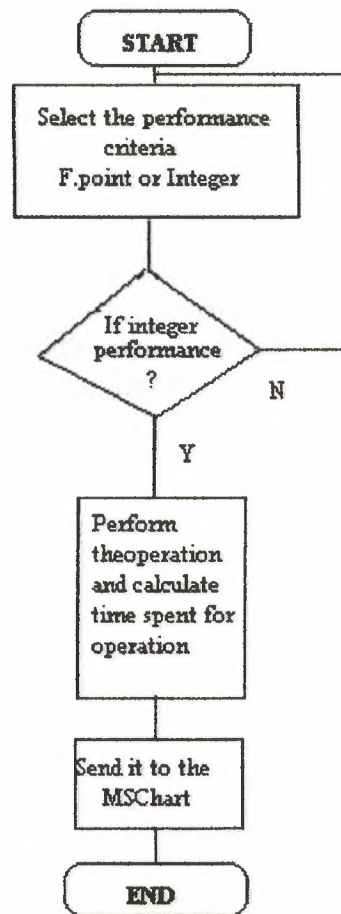 START
Select the performance
criteria
F.point or Integer
If integer
performance
?
N
Y
Perform
theoperation
and calculate
time spent for
operation
Send it to the
MSChart
END